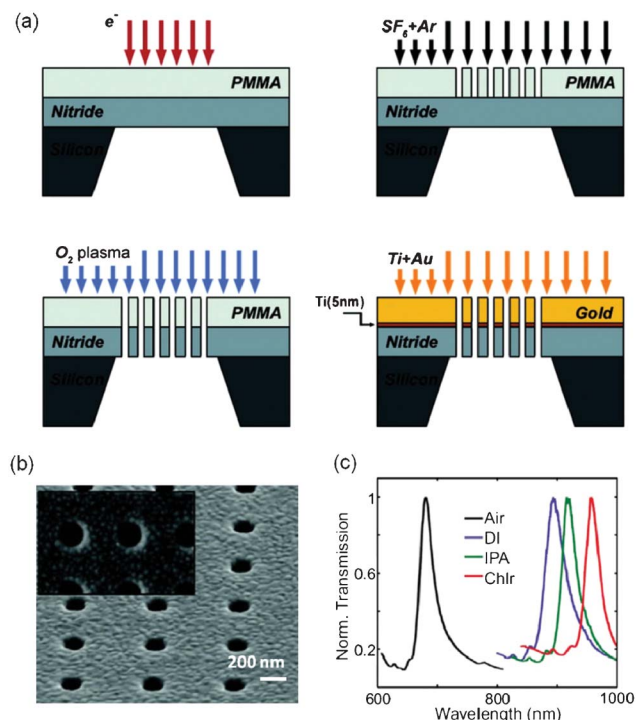 (a)
e-
PMMA
Nitride
Silicon
SF6+Ar
PMMA
Nitride
Silicon
O2 plasma
PMMA
Nitride
Silicon
Ti+Au
Ti(5nm)
Gold
Nitride
Silicon
(b)
200 nm
(c)
Norm. Transmission
1
0.6
0.2
Air
DI
IPA
Chlr
600
800
1000
Wavelength (nm)